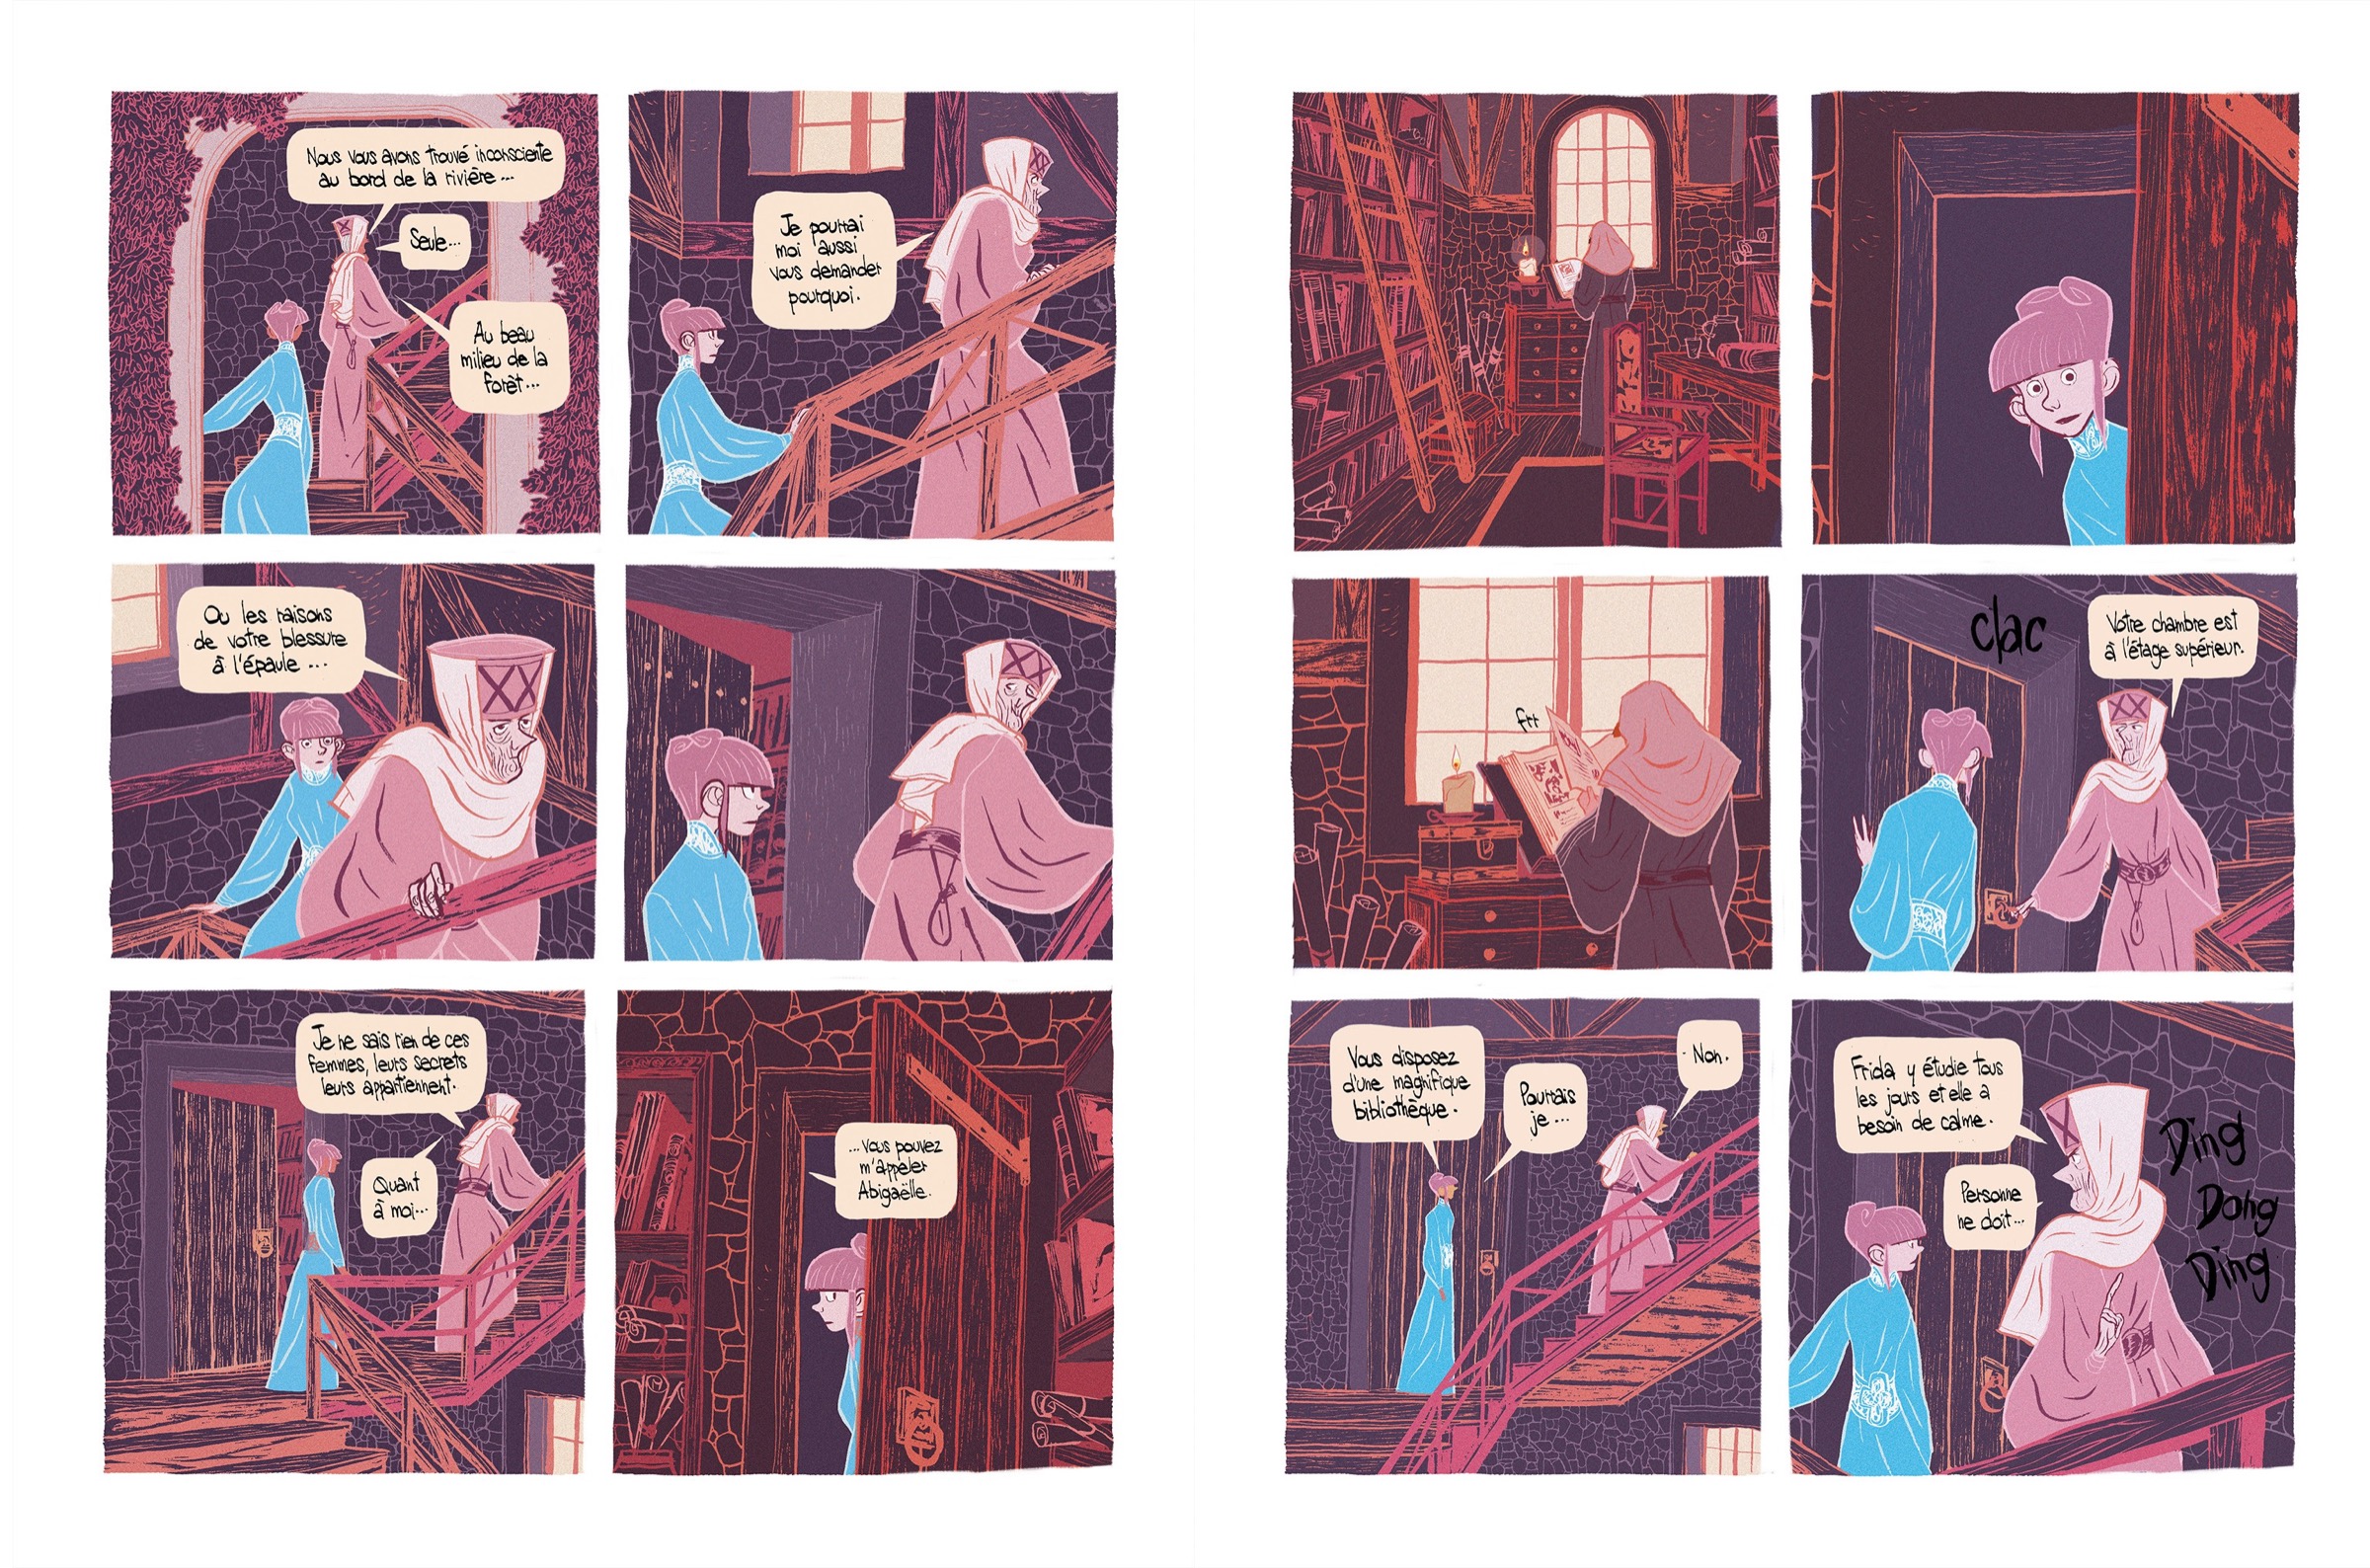 Nous vous avons trouvé inconsciente
au bord de la rivière...
Seule...
Au beau
milieu de la
forêt...
Je pourrai
moi aussi
vous demander
pourquoi.
Ou les raisons
de votre blessure
à l'épaule...
Je ne sais rien de ces
femmes, leurs secrets
leurs appartiennent.
Quant
à moi...
...vous pouvez
m'appeler
Abigaëlle.
frr
clac
Votre chambre est
à l'étage supérieur.
Vous disposez
d'une magnifique
bibliothèque.
Pourrais
je...
- Non.
Frida y étudie tous
les jours et elle a
besoin de calme.
Personne
ne doit...
Ding
Dong
Ding